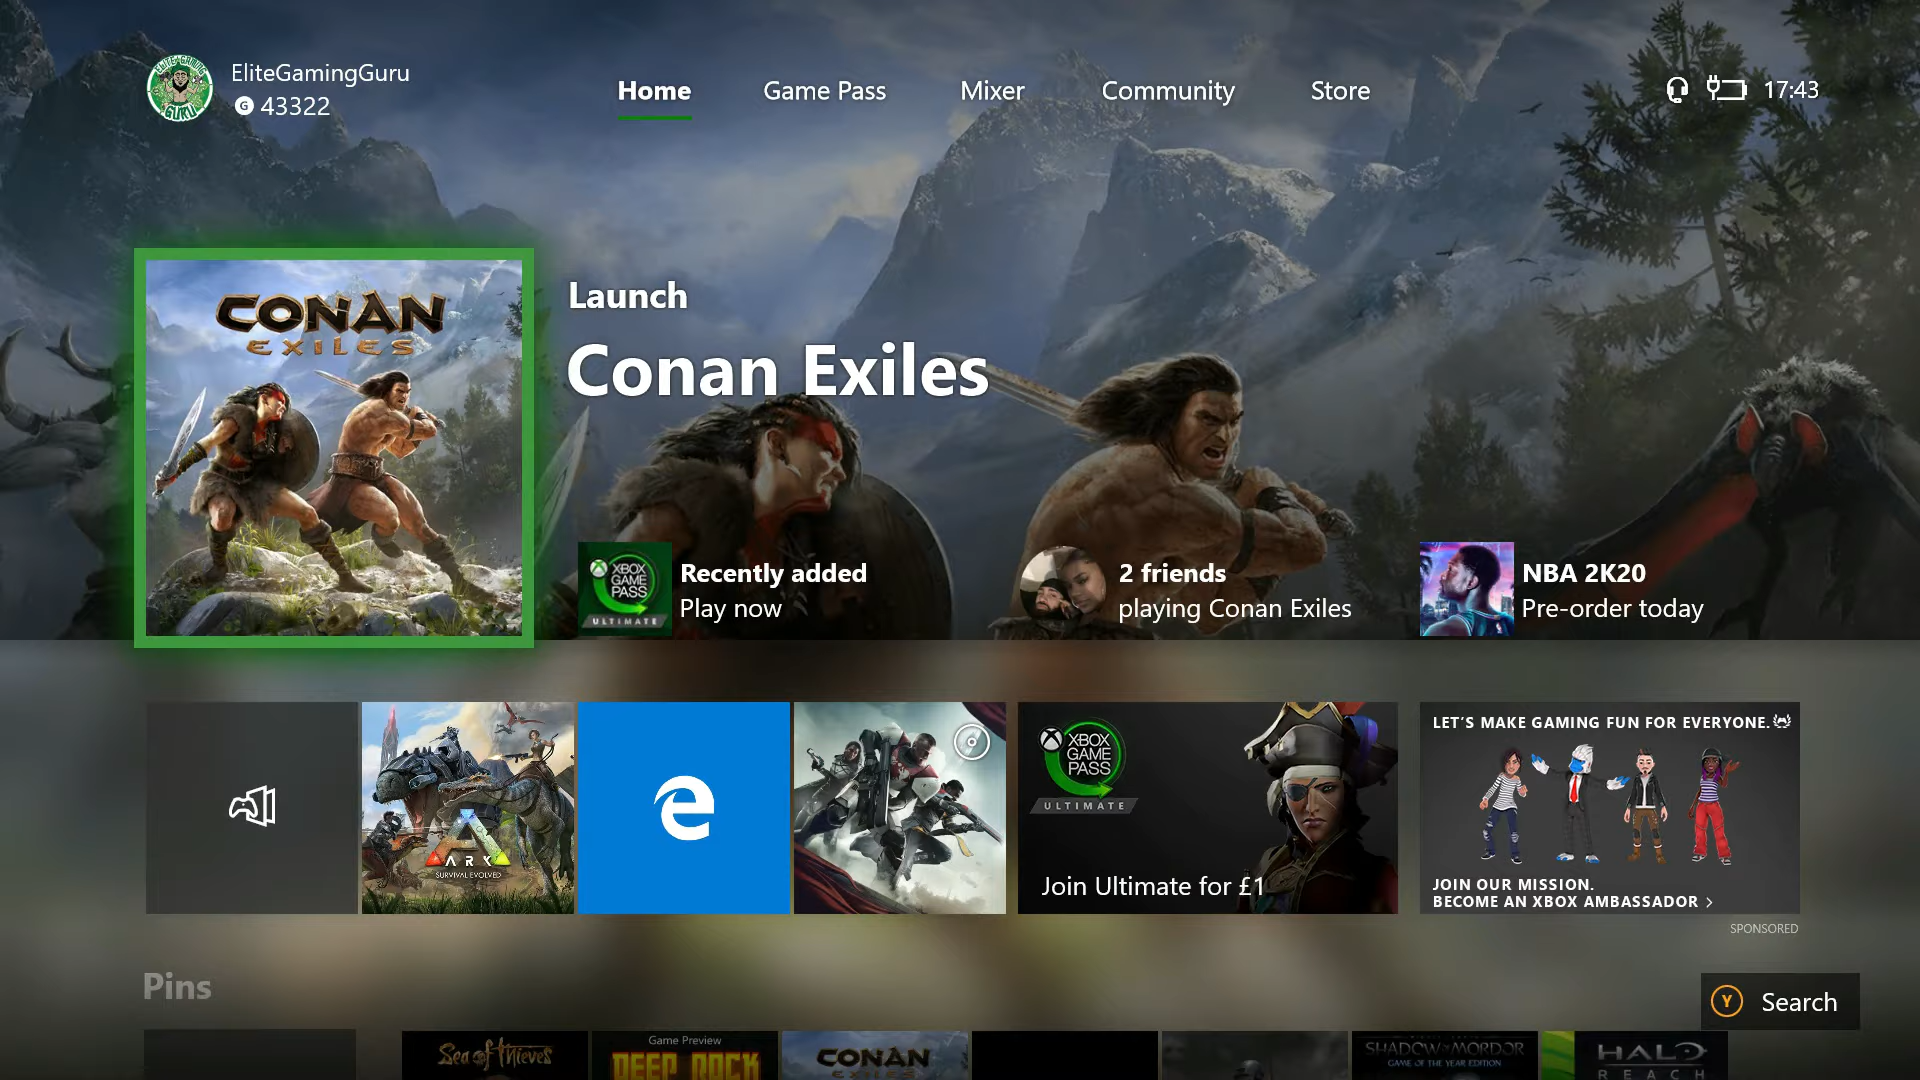 EliteGamingGuru
G 43322
Home
Game Pass
Mixer
Community
Store
17:43
CONAN
EXILES
Launch
Conan Exiles
XBOX
GAME
PASS
ULTIMATE
Recently added
Play now
2 friends
playing Conan Exiles
NBA 2K20
Pre-order today
ARK
SURVIVAL EVOLVED
XBOX
GAME
PASS
ULTIMATE
Join Ultimate for £1
LET'S MAKE GAMING FUN FOR EVERYONE.
JOIN OUR MISSION.
BECOME AN XBOX AMBASSADOR >
SPONSORED
Pins
Y Search
Sea of Thieves
Game Preview
DEEP ROCK
CONAN
EXILES
SHADOW OF MORDOR
GAME OF THE YEAR EDITION
HALO
REACH
ELITE GAMING
GURU